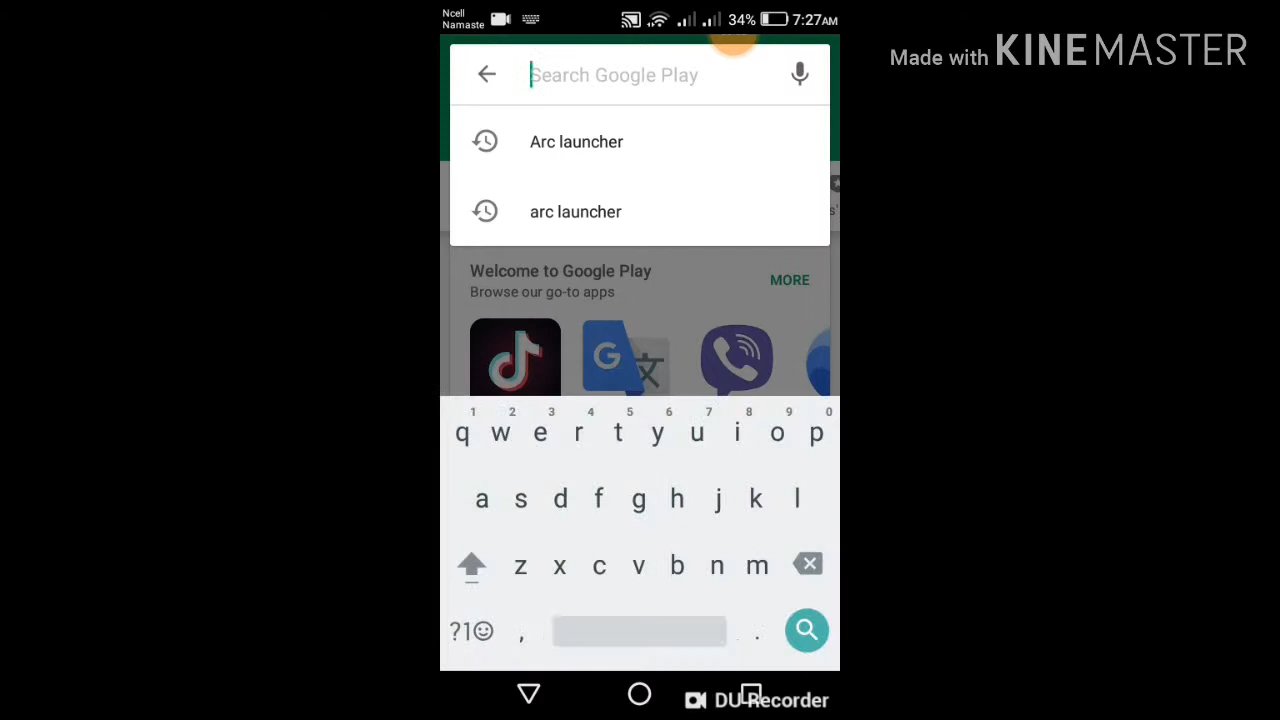 Ncell
Namaste
34% 7:27AM
Made with KINEMASTER
Search Google Play
Arc launcher
arc launcher
s'
Welcome to Google Play
Browse our go-to apps
MORE
G 文
1 2 3 4 5 6 7 8 9 0
q w e r t y u i o p
a s d f g h j k l
z x c v b n m
?1 , .
DU Recorder